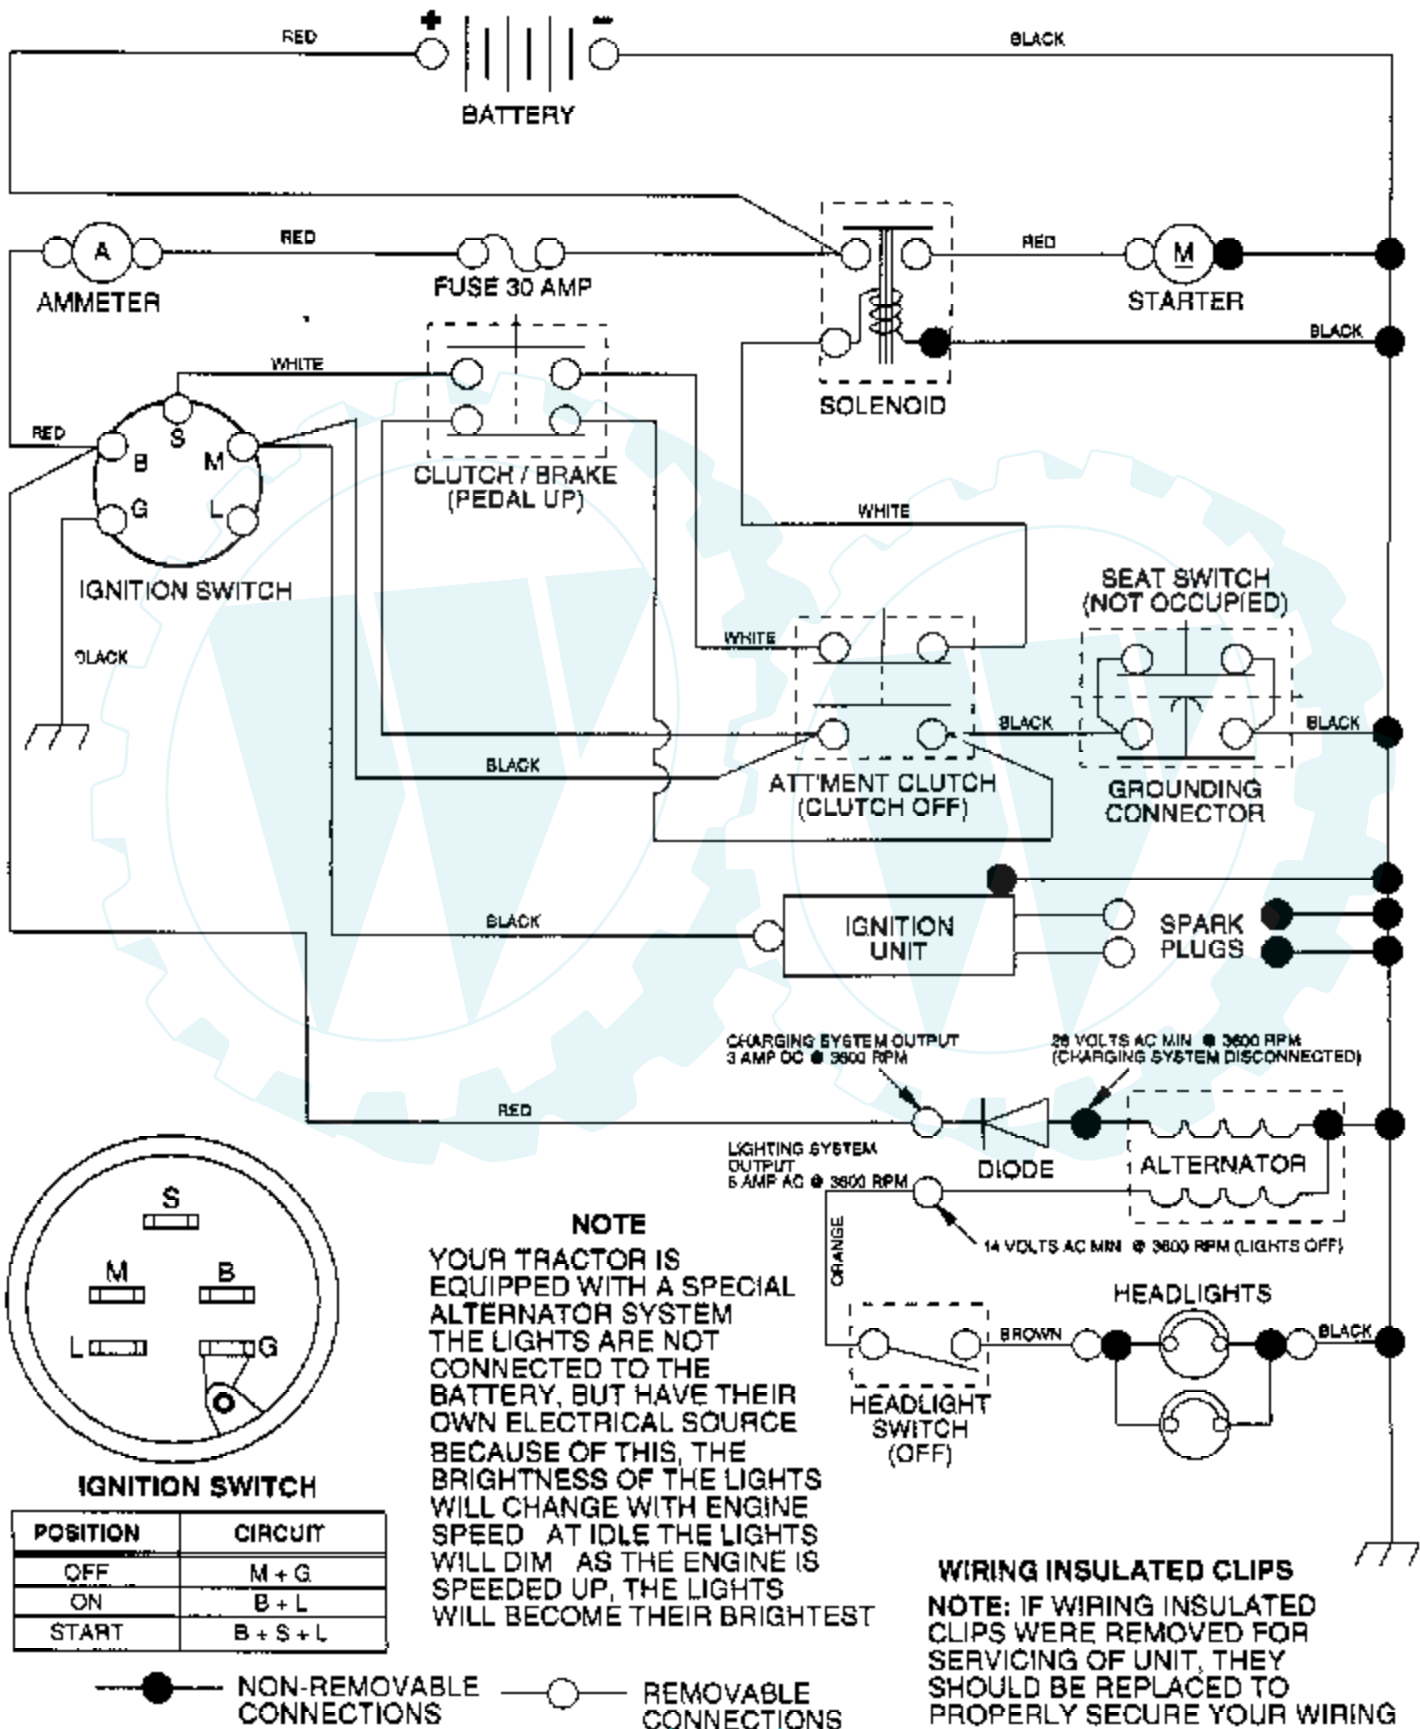 +
-
RED
BLACK
BATTERY
A
RED
RED
M
AMMETER
FUSE 30 AMP
STARTER
BLACK
WHITE
SOLENOID
RED
S
B
M
G
L
CLUTCH / BRAKE
(PEDAL UP)
WHITE
IGNITION SWITCH
SEAT SWITCH
(NOT OCCUPIED)
WHITE
BLACK
BLACK
BLACK
BLACK
ATT'MENT CLUTCH
(CLUTCH OFF)
GROUNDING
CONNECTOR
BLACK
IGNITION
UNIT
SPARK
PLUGS
CHARGING SYSTEM OUTPUT
3 AMP DC @ 3600 RPM
28 VOLTS AC MIN @ 3600 RPM
(CHARGING SYSTEM DISCONNECTED)
RED
LIGHTING SYSTEM
OUTPUT
5 AMP AC @ 3600 RPM
DIODE
ALTERNATOR
14 VOLTS AC MIN @ 3600 RPM (LIGHTS OFF)
ORANGE
HEADLIGHTS
BROWN
BLACK
HEADLIGHT
SWITCH
(OFF)
S
M
B
L
G
IGNITION SWITCH
POSITION CIRCUIT
OFF M + G
ON B + L
START B + S + L
NOTE
YOUR TRACTOR IS
EQUIPPED WITH A SPECIAL
ALTERNATOR SYSTEM
THE LIGHTS ARE NOT
CONNECTED TO THE
BATTERY, BUT HAVE THEIR
OWN ELECTRICAL SOURCE
BECAUSE OF THIS, THE
BRIGHTNESS OF THE LIGHTS
WILL CHANGE WITH ENGINE
SPEED AT IDLE THE LIGHTS
WILL DIM AS THE ENGINE IS
SPEEDED UP, THE LIGHTS
WILL BECOME THEIR BRIGHTEST
WIRING INSULATED CLIPS
NOTE: IF WIRING INSULATED
CLIPS WERE REMOVED FOR
SERVICING OF UNIT, THEY
SHOULD BE REPLACED TO
PROPERLY SECURE YOUR WIRING
NON-REMOVABLE
CONNECTIONS
REMOVABLE
CONNECTIONS